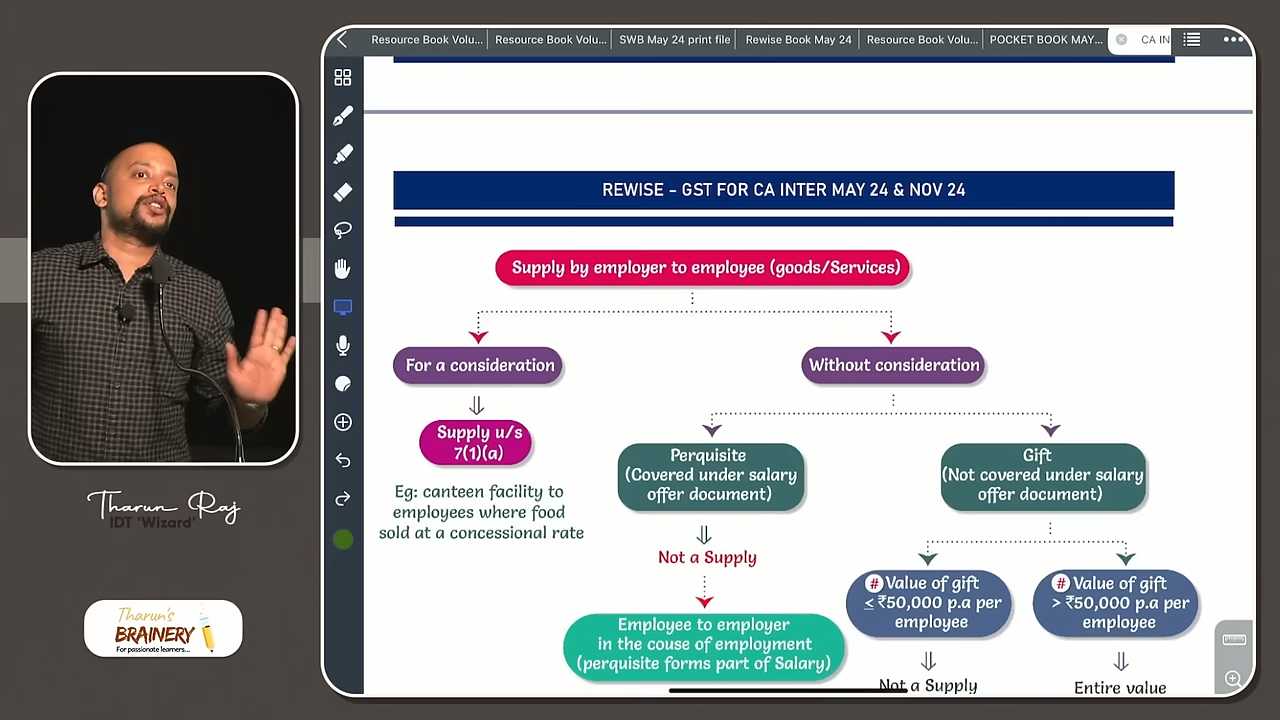 Resource Book Volu...
Resource Book Volu...
SWB May 24 print file
Rewise Book May 24
Resource Book Volu...
POCKET BOOK MAY...
CA IN
REWISE - GST FOR CA INTER MAY 24 & NOV 24
Supply by employer to employee (goods/Services)
For a consideration
Without consideration
Supply u/s
7(1)(a)
Eg: canteen facility to
employees where food
sold at a concessional rate
Perquisite
(Covered under salary
offer document)
Gift
(Not covered under salary
offer document)
Not a Supply
Employee to employer
in the couse of employment
(perquisite forms part of Salary)
# Value of gift
≤ ₹50,000 p.a per
employee
# Value of gift
> ₹50,000 p.a per
employee
Not a Supply
Entire value
Tharun Raj
IDT 'Wizard'
Tharun's
BRAINERY
For passionate learners...